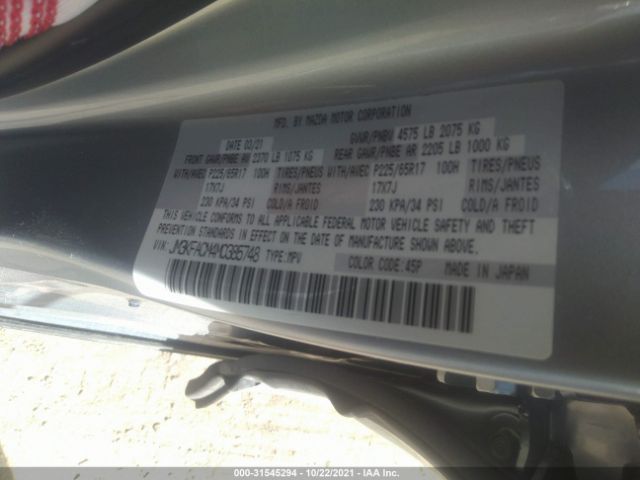 MFD. BY MAZDA MOTOR CORPORATION
DATE 03/21
GVWR/PNBV 4575 LB 2075 KG
FRONT GAWR/PNBE AV 2370 LB 1075 KG
REAR GAWR/PNBE AR 2205 LB 1000 KG
WITH/AVEC P225/65R17 100H TIRES/PNEUS
WITH/AVEC P225/65R17 100H TIRES/PNEUS
17X7J RIMS/JANTES
17X7J RIMS/JANTES
230 KPA/34 PSI COLD/A FROID
230 KPA/34 PSI COLD/A FROID
THIS VEHICLE CONFORMS TO ALL APPLICABLE FEDERAL MOTOR VEHICLE SAFETY AND THEFT
PREVENTION STANDARDS IN EFFECT ON THE DATE OF MANUFACTURE SHOWN ABOVE.
VIN: JM3KFACM4M0385748 TYPE: MPV
COLOR CODE: 45P MADE IN JAPAN
000-31545294 - 10/22/2021 - IAA Inc.